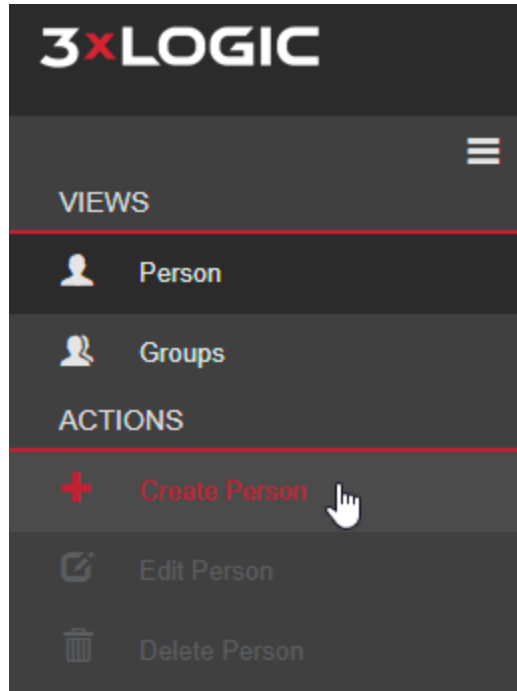 3xLOGIC
VIEWS
Person
Groups
ACTIONS
Create Person
Edit Person
Delete Person